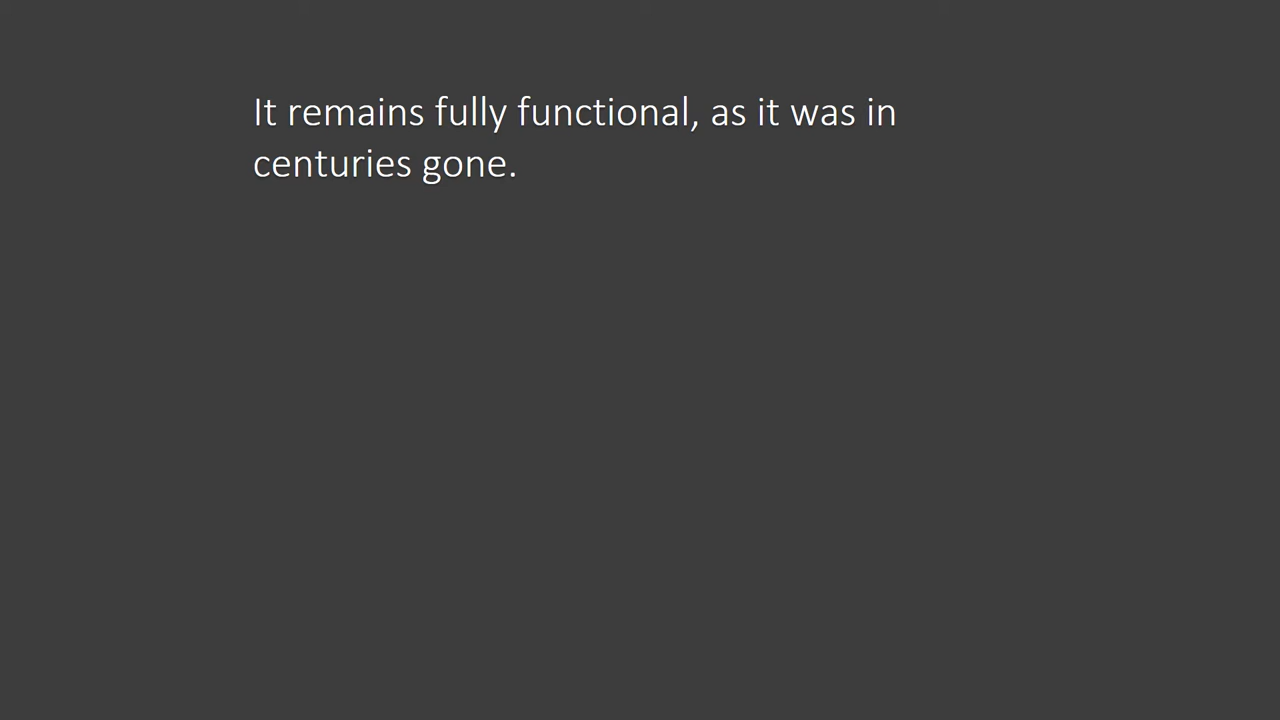 It remains fully functional, as it was in
centuries gone.